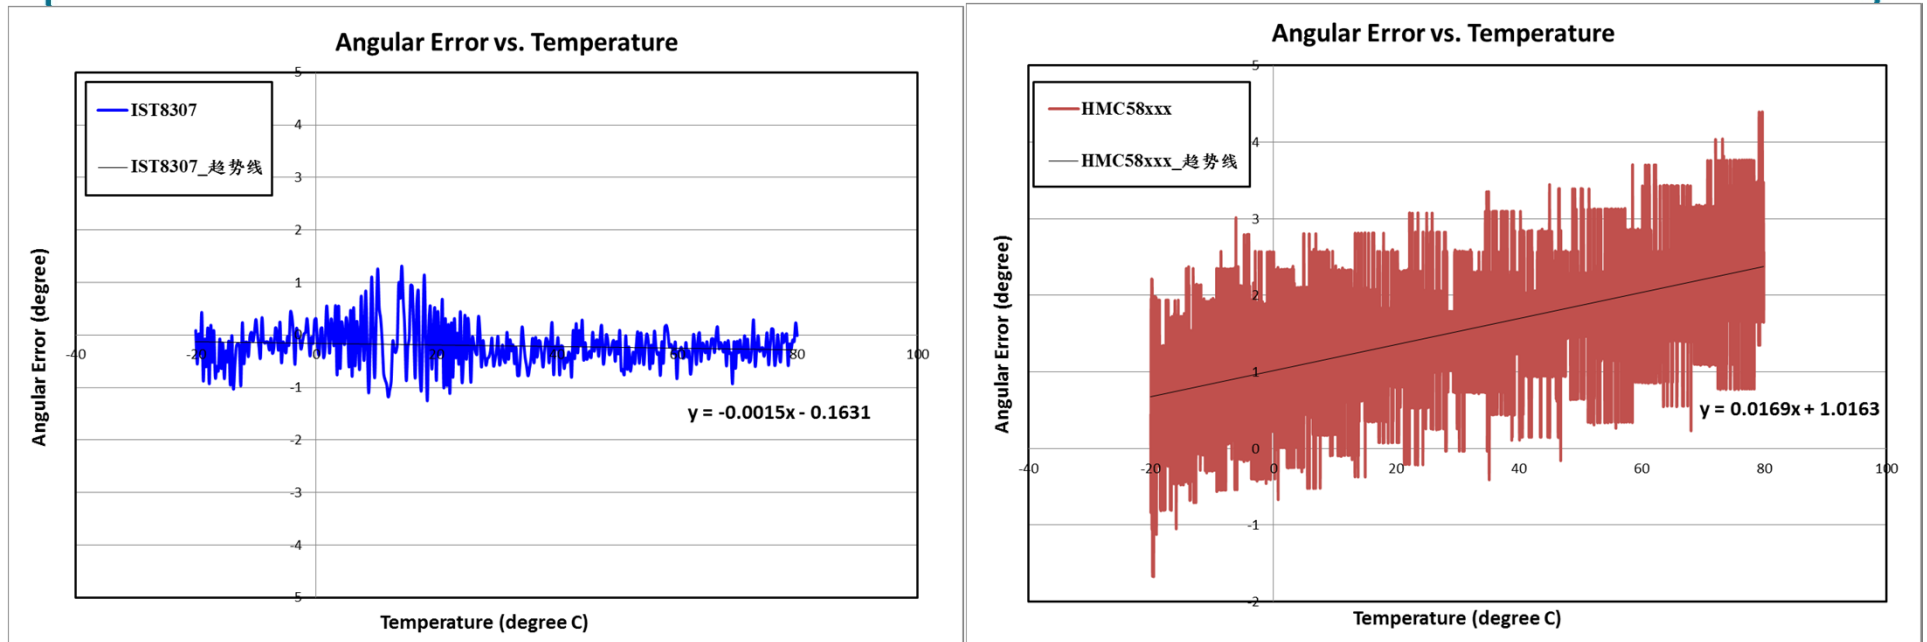 Angular Error vs. Temperature
IST8307
IST8307_趋势线
5
4
3
2
1
0
-1
-2
-3
-4
5
-40
-20
0
20
40
60
80
100
y = -0.0015x - 0.1631
Angular Error (degree)
Temperature (degree C)
Angular Error vs. Temperature
HMC58xxx
HMC58xxx_趋势线
5
4
3
2
1
0
-1
-2
-40
-20
0
20
40
60
80
100
y = 0.0169x + 1.0163
Angular Error (degree)
Temperature (degree C)